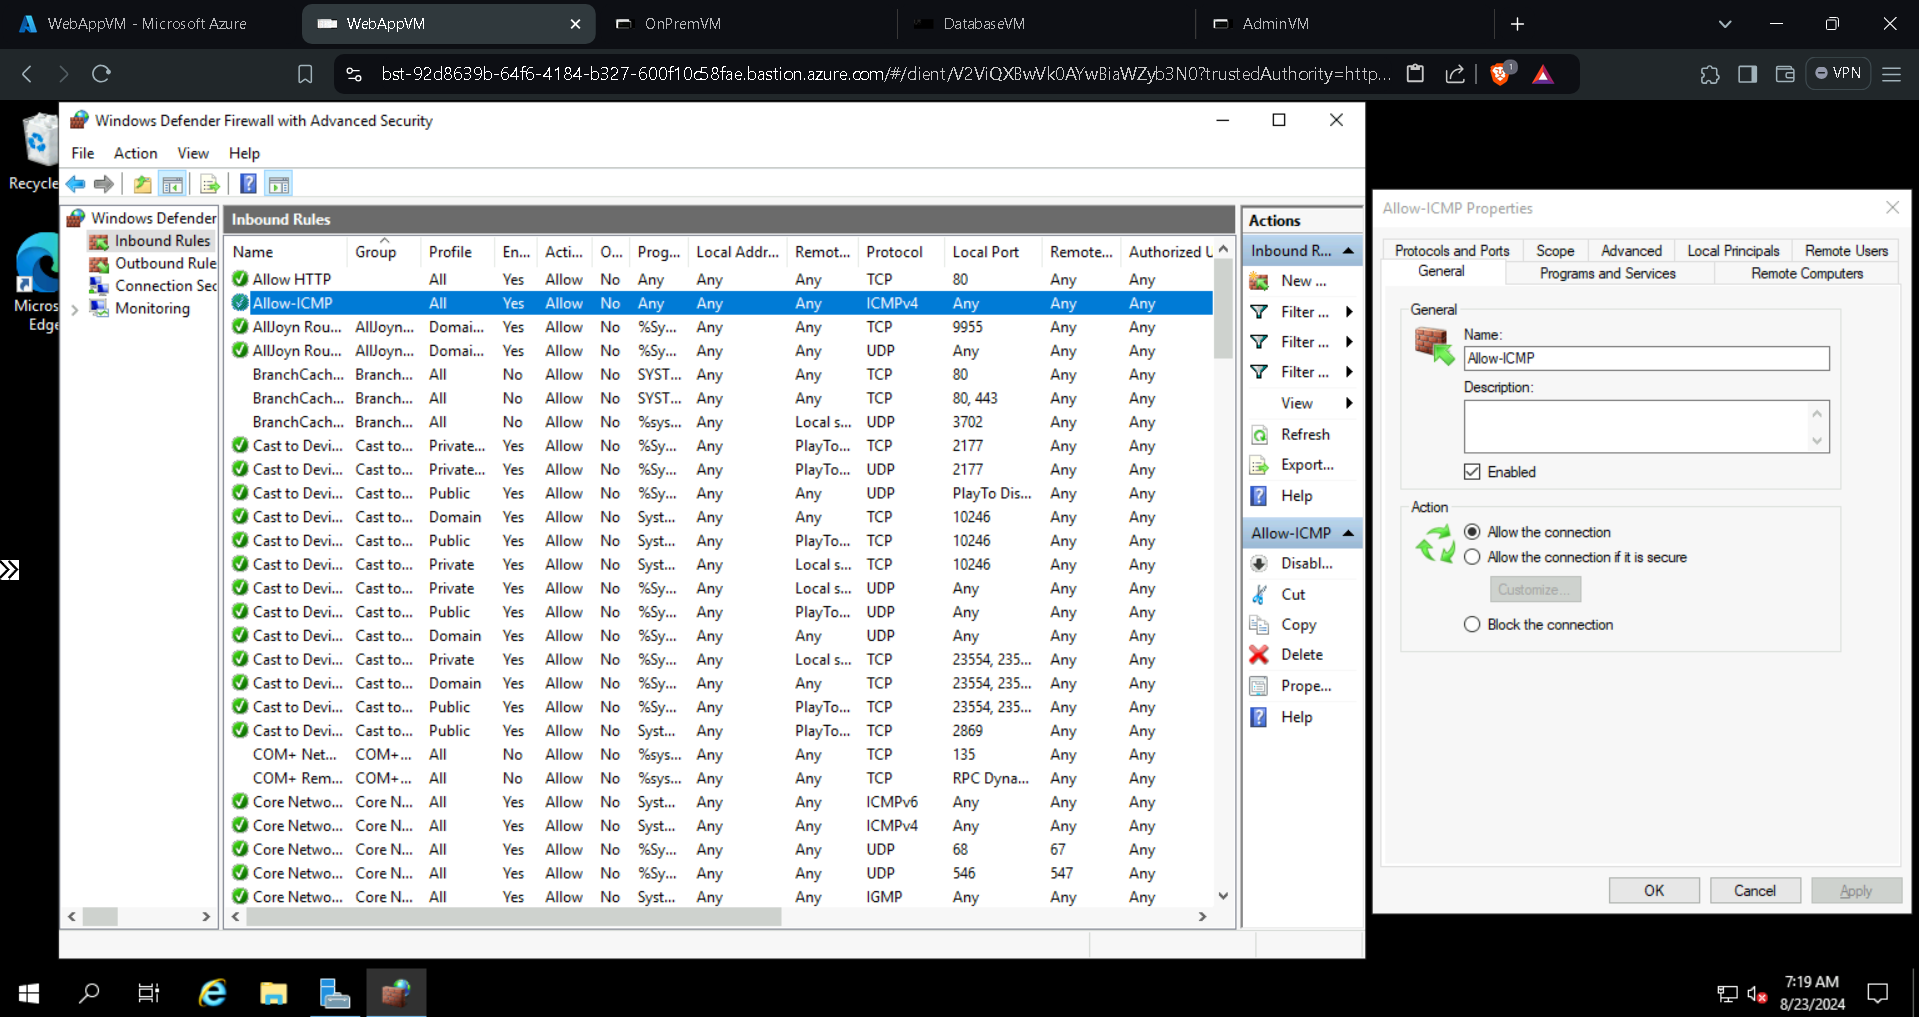 WebAppVM - Microsoft Azure
WebAppVM
OnPremVM
DatabaseVM
AdminVM
bst-92d8639b-64f6-4184-b327-600f10c58fae.bastion.azure.com/#/client/V2ViQXBwVk0AYwBiaWZyb3N0?trustedAuthority=http...
1
VPN
Recycle
Micros
Edge
Windows Defender Firewall with Advanced Security
File Action View Help
Windows Defender
Inbound Rules
Outbound Rule
Connection Sec
Monitoring
Inbound Rules
Name Group Profile En... Acti... O... Prog... Local Addr... Remot... Protocol Local Port Remote... Authorized U
Allow HTTP All Yes Allow No Any Any Any TCP 80 Any Any
Allow-ICMP All Yes Allow No Any Any Any ICMPv4 Any Any Any
AllJoyn Rou... AllJoyn... Domai... Yes Allow No %Sy... Any Any TCP 9955 Any Any
AllJoyn Rou... AllJoyn... Domai... Yes Allow No %Sy... Any Any UDP Any Any Any
BranchCach... Branch... All No Allow No SYST... Any Any TCP 80 Any Any
BranchCach... Branch... All No Allow No SYST... Any Any TCP 80, 443 Any Any
BranchCach... Branch... All No Allow No %sys... Any Local s... UDP 3702 Any Any
Cast to Devi... Cast to... Private... Yes Allow No %Sy... Any PlayTo... TCP 2177 Any Any
Cast to Devi... Cast to... Private... Yes Allow No %Sy... Any PlayTo... UDP 2177 Any Any
Cast to Devi... Cast to... Public Yes Allow No %Sy... Any Any UDP PlayTo Dis... Any Any
Cast to Devi... Cast to... Domain Yes Allow No Syst... Any Any TCP 10246 Any Any
Cast to Devi... Cast to... Public Yes Allow No Syst... Any PlayTo... TCP 10246 Any Any
Cast to Devi... Cast to... Private Yes Allow No Syst... Any Local s... TCP 10246 Any Any
Cast to Devi... Cast to... Private Yes Allow No %Sy... Any Local s... UDP Any Any Any
Cast to Devi... Cast to... Public Yes Allow No %Sy... Any PlayTo... UDP Any Any Any
Cast to Devi... Cast to... Domain Yes Allow No %Sy... Any Any UDP Any Any Any
Cast to Devi... Cast to... Private Yes Allow No %Sy... Any Local s... TCP 23554, 235... Any Any
Cast to Devi... Cast to... Domain Yes Allow No %Sy... Any Any TCP 23554, 235... Any Any
Cast to Devi... Cast to... Public Yes Allow No %Sy... Any PlayTo... TCP 23554, 235... Any Any
Cast to Devi... Cast to... Public Yes Allow No Syst... Any PlayTo... TCP 2869 Any Any
COM+ Net... COM+... All No Allow No %sys... Any Any TCP 135 Any Any
COM+ Rem... COM+... All No Allow No %sys... Any Any TCP RPC Dyna... Any Any
Core Netwo... Core N... All Yes Allow No Syst... Any Any ICMPv6 Any Any Any
Core Netwo... Core N... All Yes Allow No Syst... Any Any ICMPv4 Any Any Any
Core Netwo... Core N... All Yes Allow No %Sy... Any Any UDP 68 67 Any
Core Netwo... Core N... All Yes Allow No %Sy... Any Any UDP 546 547 Any
Core Netwo... Core N... All Yes Allow No Syst... Any Any IGMP Any Any Any
Actions
Inbound R...
New ...
Filter ...
Filter ...
Filter ...
View
Refresh
Export...
Help
Allow-ICMP
Disabl...
Cut
Copy
Delete
Prope...
Help
Allow-ICMP Properties
Protocols and Ports Scope Advanced Local Principals Remote Users
General Programs and Services Remote Computers
General
Name:
Allow-ICMP
Description:
Enabled
Action
Allow the connection
Allow the connection if it is secure
Customize...
Block the connection
OK Cancel Apply
7:19 AM
8/23/2024